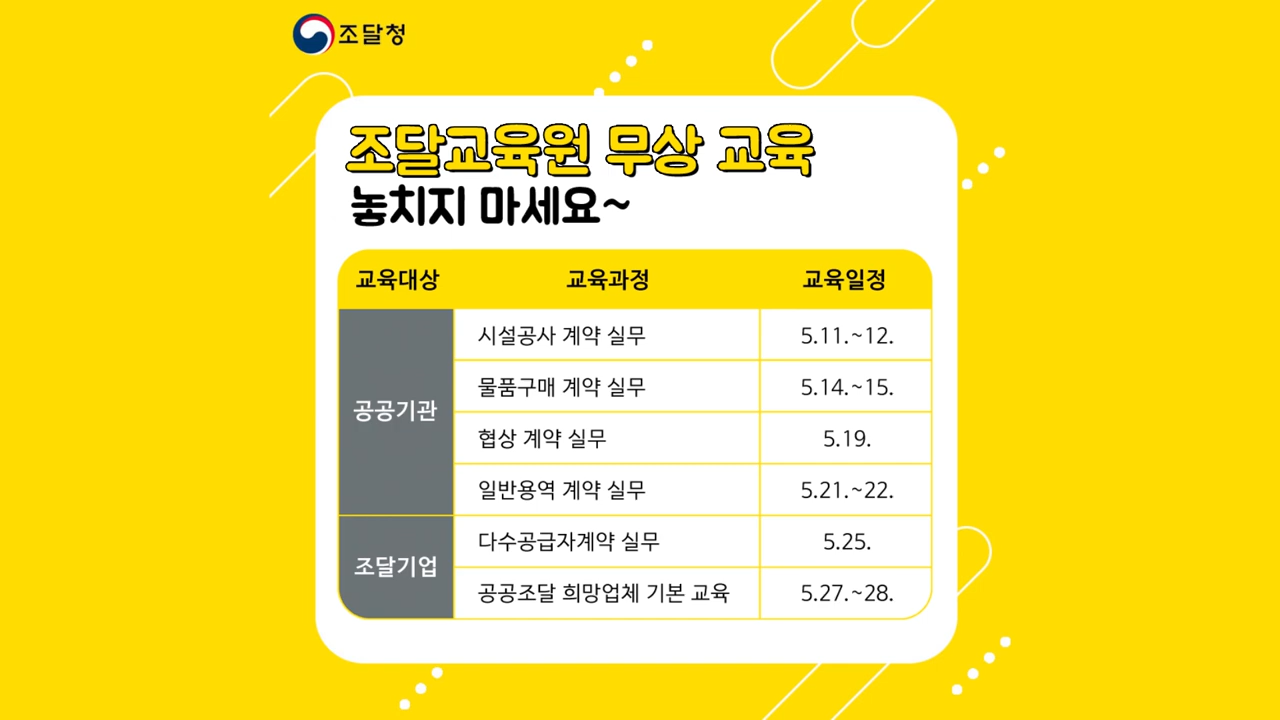 조달청
조달교육원 무상 교육
놓치지 마세요~
교육대상 교육과정 교육일정
공공기관
시설공사 계약 실무 5.11.~12.
물품구매 계약 실무 5.14.~15.
협상 계약 실무 5.19.
일반용역 계약 실무 5.21.~22.
조달기업
다수공급자계약 실무 5.25.
공공조달 희망업체 기본 교육 5.27.~28.